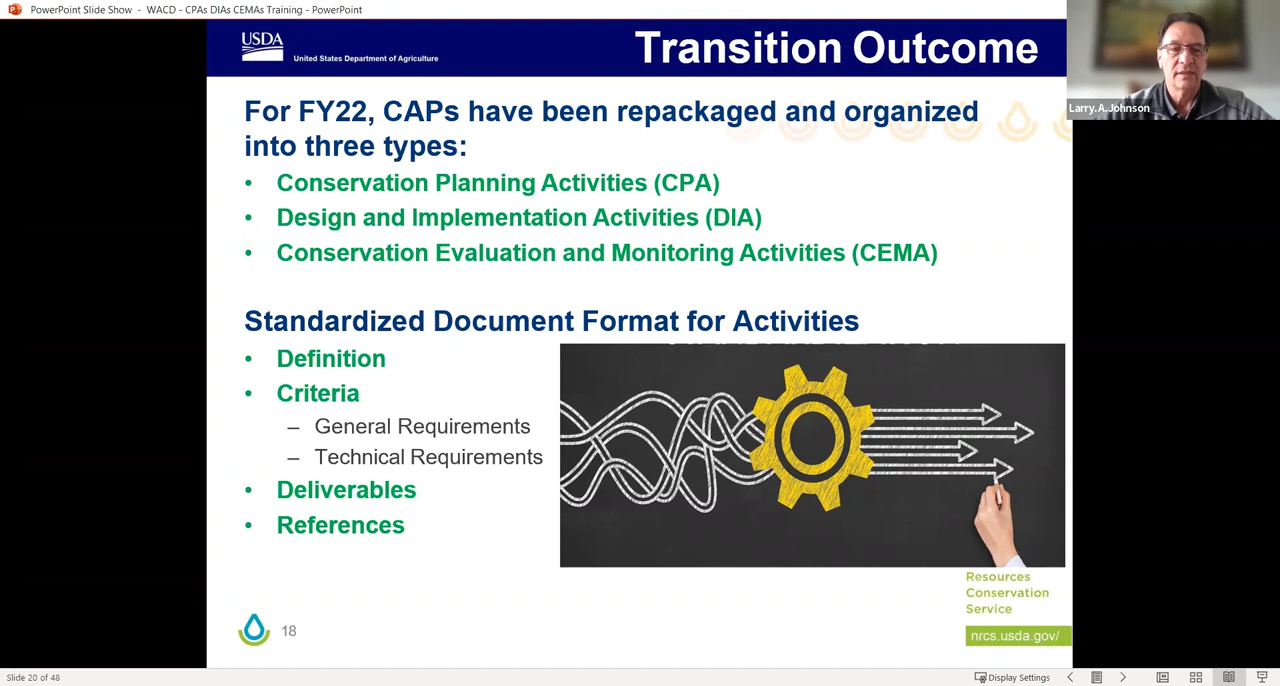 PowerPoint Slide Show - WACD - CPAs DIAs CEMAs Training - PowerPoint
USDA
United States Department of Agriculture
Transition Outcome
Larry.A.Johnson
For FY22, CAPs have been repackaged and organized
into three types:
• Conservation Planning Activities (CPA)
• Design and Implementation Activities (DIA)
• Conservation Evaluation and Monitoring Activities (CEMA)
Standardized Document Format for Activities
• Definition
• Criteria
– General Requirements
– Technical Requirements
• Deliverables
• References
Resources
Conservation
Service
nrcs.usda.gov/
18
Slide 20 of 48
Display Settings